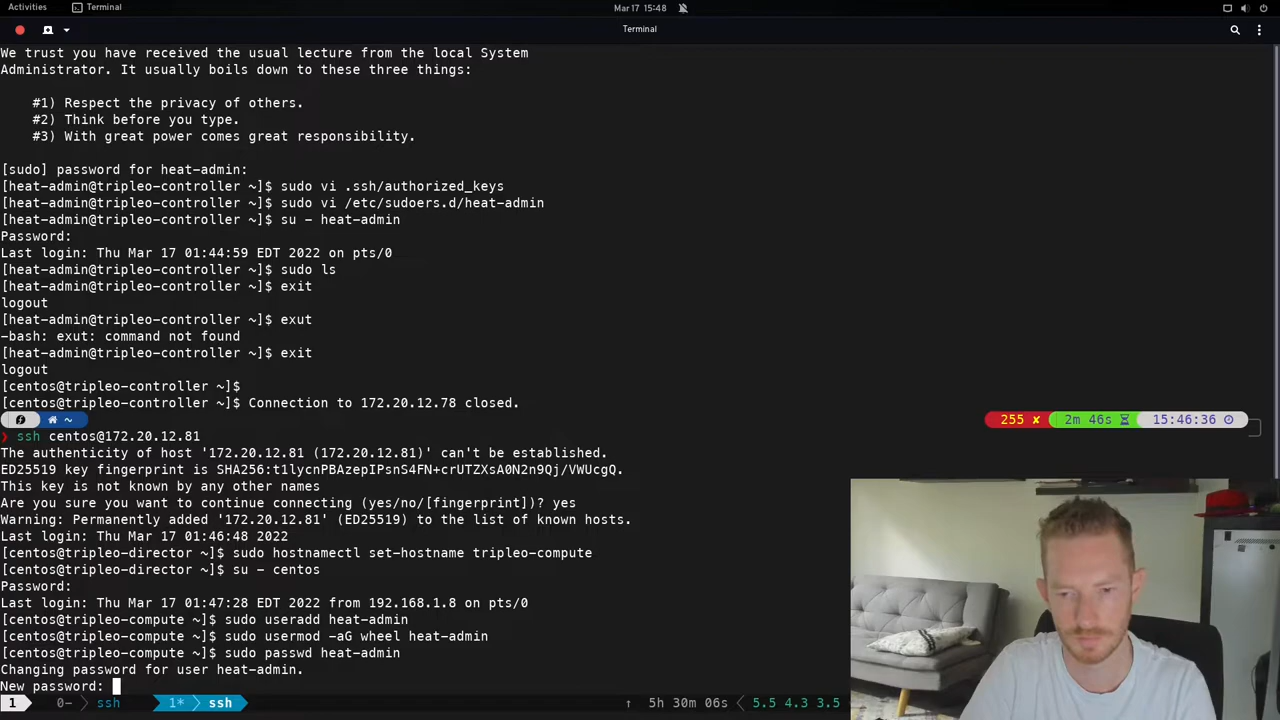 Activities Terminal Mar 17 15:48
Terminal
We trust you have received the usual lecture from the local System
Administrator. It usually boils down to these three things:
#1) Respect the privacy of others.
#2) Think before you type.
#3) With great power comes great responsibility.
[sudo] password for heat-admin:
[heat-admin@tripleo-controller ~]$ sudo vi .ssh/authorized_keys
[heat-admin@tripleo-controller ~]$ sudo vi /etc/sudoers.d/heat-admin
[heat-admin@tripleo-controller ~]$ su - heat-admin
Password:
Last login: Thu Mar 17 01:44:59 EDT 2022 on pts/0
[heat-admin@tripleo-controller ~]$ sudo ls
[heat-admin@tripleo-controller ~]$ exit
logout
[heat-admin@tripleo-controller ~]$ exut
-bash: exut: command not found
[heat-admin@tripleo-controller ~]$ exit
logout
[centos@tripleo-controller ~]$
[centos@tripleo-controller ~]$ Connection to 172.20.12.78 closed.
~ 255 ✘ 2m 46s 15:46:36
❯ ssh centos@172.20.12.81
The authenticity of host '172.20.12.81 (172.20.12.81)' can't be established.
ED25519 key fingerprint is SHA256:t1lycnPBAzepIPsnS4FN+crUTZXsA0N2n9Qj/VWUcgQ.
This key is not known by any other names
Are you sure you want to continue connecting (yes/no/[fingerprint])? yes
Warning: Permanently added '172.20.12.81' (ED25519) to the list of known hosts.
Last login: Thu Mar 17 01:46:48 2022
[centos@tripleo-director ~]$ sudo hostnamectl set-hostname tripleo-compute
[centos@tripleo-director ~]$ su - centos
Password:
Last login: Thu Mar 17 01:47:28 EDT 2022 from 192.168.1.8 on pts/0
[centos@tripleo-compute ~]$ sudo useradd heat-admin
[centos@tripleo-compute ~]$ sudo usermod -aG wheel heat-admin
[centos@tripleo-compute ~]$ sudo passwd heat-admin
Changing password for user heat-admin.
New password:
1 0- ssh 1* ssh ↑ 5h 30m 06s 5.5 4.3 3.5